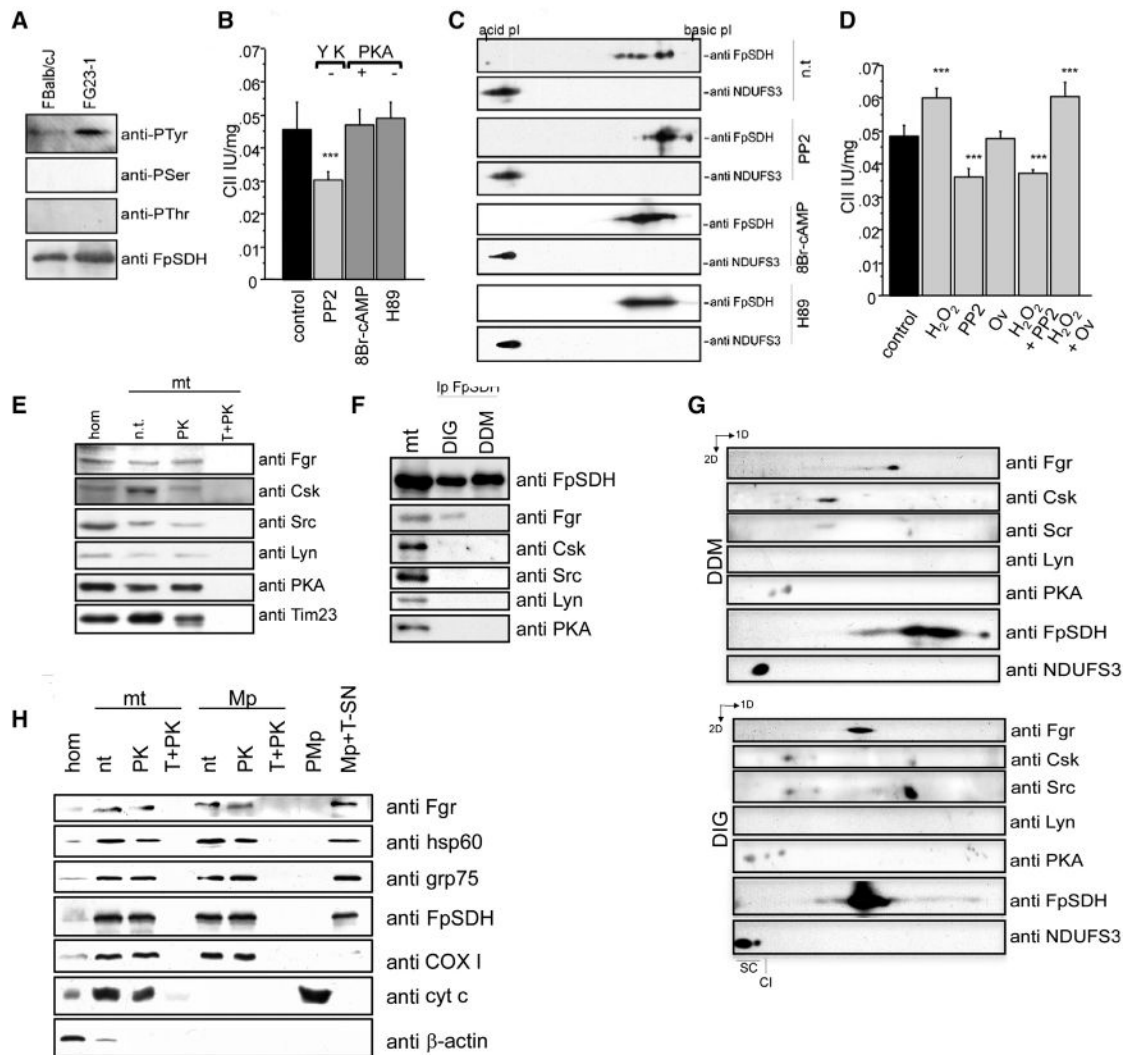 A
FBalb/cJ
FG23-1
anti-PTyr
anti-PSer
anti-PThr
anti FpSDH
B
CII IU/mg
.07
.06
.05
.04
.03
.02
.01
0
Y K
PKA
- + -
***
control
PP2
8Br-cAMP
H89
C
acid pI
basic pI
-anti FpSDH
-anti NDUFS3
n.t
-anti FpSDH
-anti NDUFS3
PP2
-anti FpSDH
-anti NDUFS3
8Br-cAMP
-anti FpSDH
-anti NDUFS3
H89
D
CII IU/mg
.07
.06
.05
.04
.03
.02
.01
0
*** *** *** ***
control
H2O2
PP2
Ov
H2O2
+PP2
H2O2
+ Ov
E
mt
hom
n.t.
PK
T+PK
anti Fgr
anti Csk
anti Src
anti Lyn
anti PKA
anti Tim23
F
Ip FpSDH
mt
DIG
DDM
anti FpSDH
anti Fgr
anti Csk
anti Src
anti Lyn
anti PKA
G
1D
2D
DDM
anti Fgr
anti Csk
anti Scr
anti Lyn
anti PKA
anti FpSDH
anti NDUFS3
1D
2D
DIG
anti Fgr
anti Csk
anti Src
anti Lyn
anti PKA
anti FpSDH
anti NDUFS3
SC
CI
H
mt
Mp
hom
nt
PK
T+PK
nt
PK
T+PK
PMp
Mp+T-SN
anti Fgr
anti hsp60
anti grp75
anti FpSDH
anti COX I
anti cyt c
anti β-actin